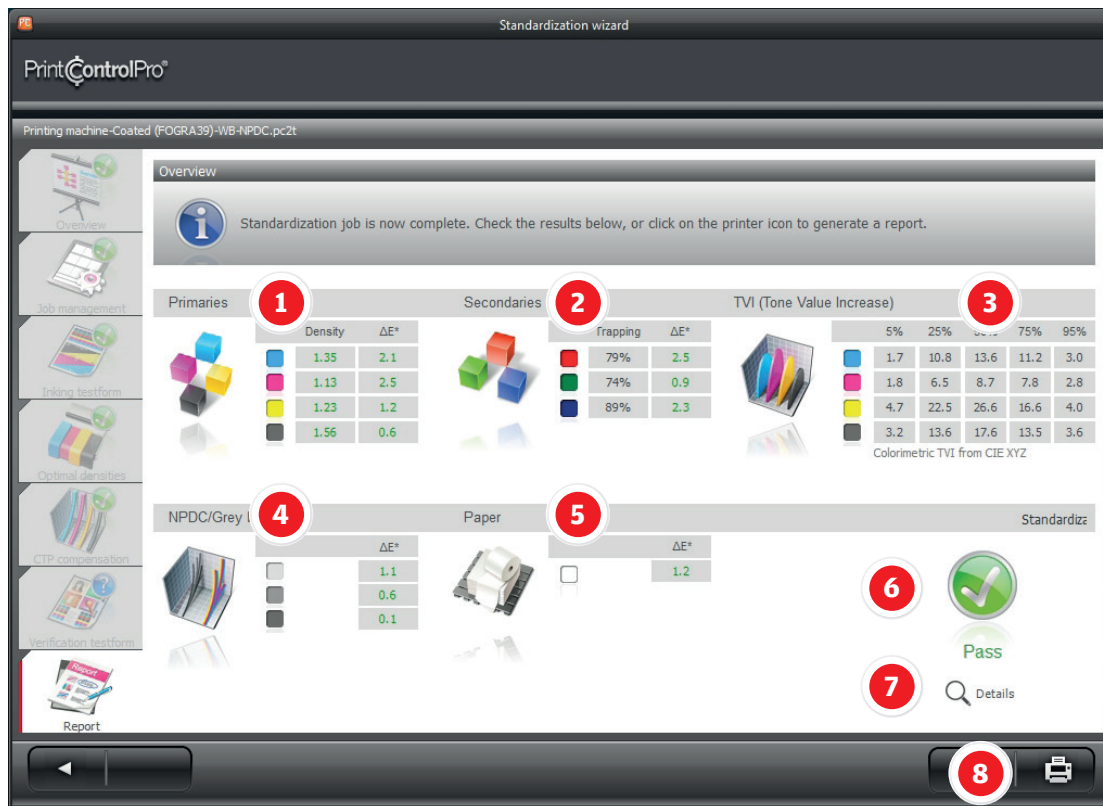 PC
Standardization wizard
PrintControlPro®
Printing machine-Coated (FOGRA39)-WB-NPDC.pc2t
Overview
Job management
Inking testform
Optimal densities
CTP compensation
Verification testform
Report
Report
Overview
Standardization job is now complete. Check the results below, or click on the printer icon to generate a report.
Primaries 1
Density ΔE*
1.35 2.1
1.13 2.5
1.23 1.2
1.56 0.6
Secondaries 2
Trapping ΔE*
79% 2.5
74% 0.9
89% 2.3
TVI (Tone Value Increase) 3
5% 25% 75% 95%
1.7 10.8 13.6 11.2 3.0
1.8 6.5 8.7 7.8 2.8
4.7 22.5 26.6 16.6 4.0
3.2 13.6 17.6 13.5 3.6
Colorimetric TVI from CIE XYZ
NPDC/Grey 4
ΔE*
1.1
0.6
0.1
Paper 5
ΔE*
1.2
Standardiza
6
Pass
7
Details
8